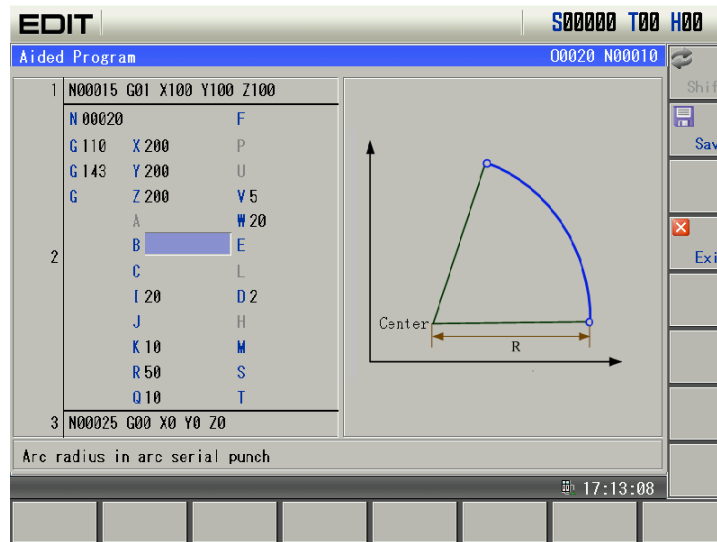 EDIT S00000 T00 H00
Aided Program O0020 N00010
1 N00015 G01 X100 Y100 Z100
N 00020 F
G 110 X 200 P
G 143 Y 200 U
G Z 200 V 5
A W 20
2 B E
C L
I 20 D 2
J H
K 10 M
R 50 S
Q 10 T
3 N00025 G00 X0 Y0 Z0
Center
R
Arc radius in arc serial punch
17:13:08
Shif
Sav
Exi